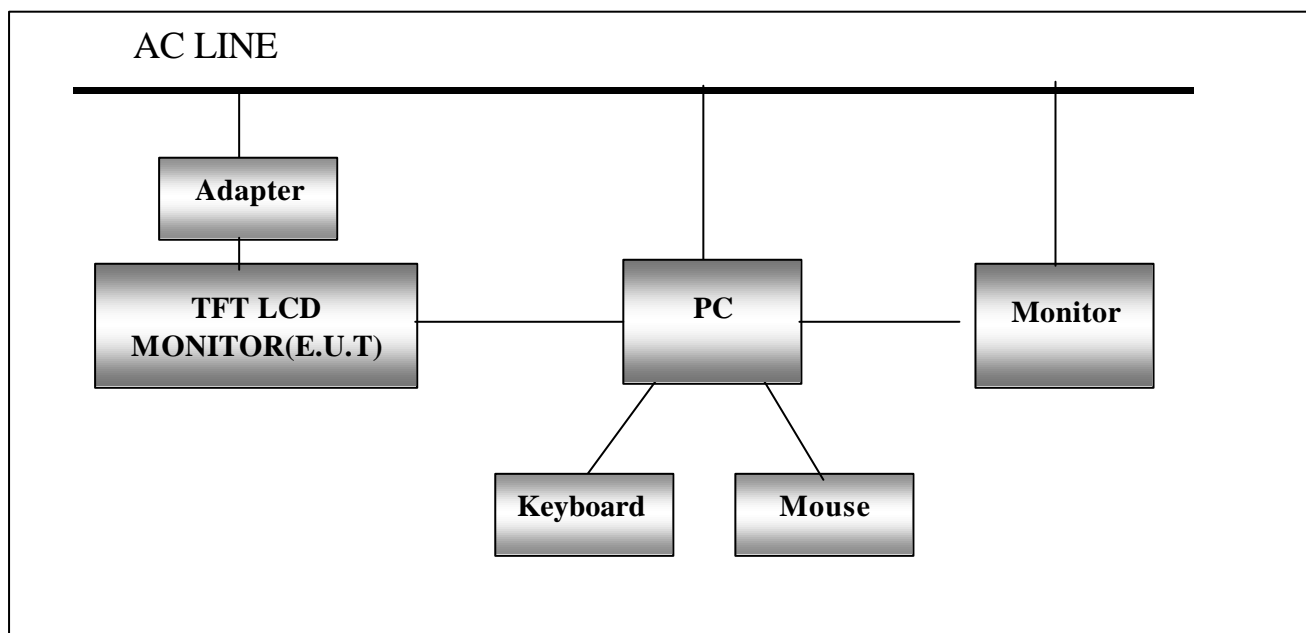 AC LINE
Adapter
TFT LCD
MONITOR(E.U.T)
PC
Monitor
Keyboard
Mouse